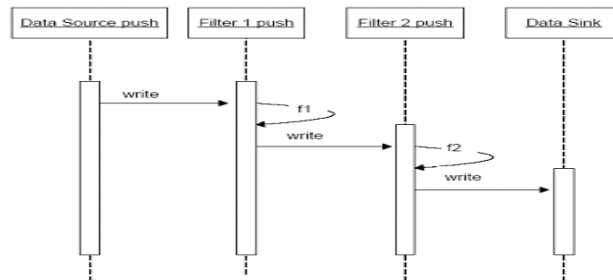 Data Source push
Filter 1 push
Filter 2 push
Data Sink
write
f1
write
f2
write